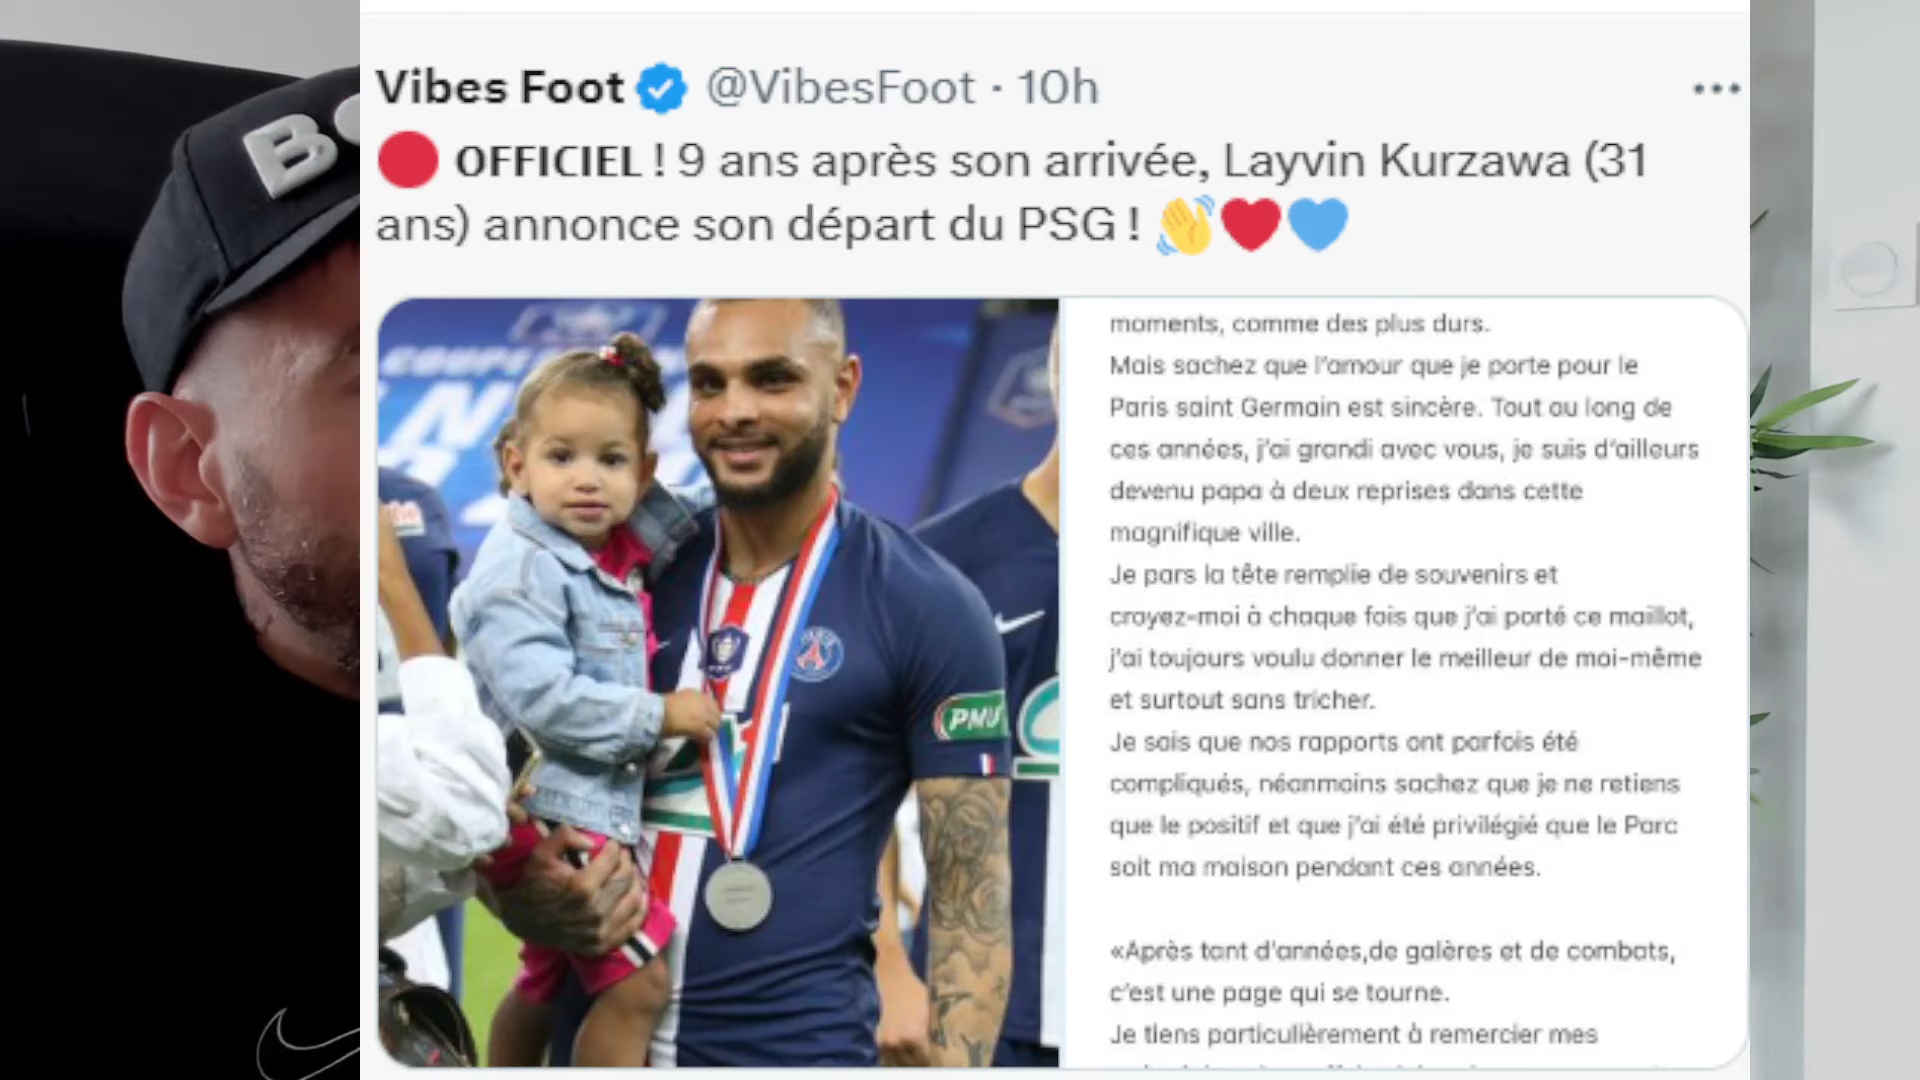 BO
Vibes Foot @VibesFoot · 10h
🔴 OFFICIEL ! 9 ans après son arrivée, Layvin Kurzawa (31
ans) annonce son départ du PSG ! 👋❤️💙
COUPE
PMU
moments, comme des plus durs.
Mais sachez que l'amour que je porte pour le
Paris saint Germain est sincère. Tout au long de
ces années, j'ai grandi avec vous, je suis d'ailleurs
devenu papa à deux reprises dans cette
magnifique ville.
Je pars la tête remplie de souvenirs et
croyez-moi à chaque fois que j'ai porté ce maillot,
j'ai toujours voulu donner le meilleur de moi-même
et surtout sans tricher.
Je sais que nos rapports ont parfois été
compliqués, néanmoins sachez que je ne retiens
que le positif et que j'ai été privilégié que le Parc
soit ma maison pendant ces années.
«Après tant d'années,de galères et de combats,
c'est une page qui se tourne.
Je tiens particulièrement à remercier mes